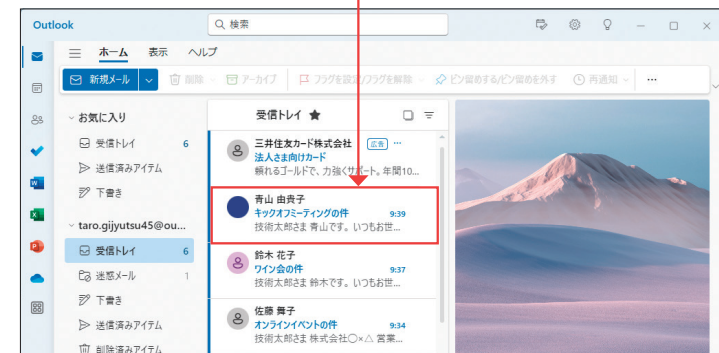 Outlook
検索
ホーム 表示 ヘルプ
新規メール 削除 アーカイブ フラグを設定/フラグを解除 ピン留めする/ピン留めを外す 再通知 …
お気に入り
受信トレイ 6
送信済みアイテム
下書き
taro.gijyutsu45@ou...
受信トレイ 6
迷惑メール 1
下書き
送信済みアイテム
削除済みアイテム
受信トレイ ★
三井住友カード株式会社 広告 …
法人さま向けカード
頼れるゴールドで、力強くサポート。年間10...
青山 由貴子
キックオフミーティングの件 9:39
技術太郎さま 青山です。いつもお世...
鈴木 花子
ワイン会の件 9:37
技術太郎さま 鈴木です。いつもお世...
佐藤 舞子
オンラインイベントの件 9:34
技術太郎さま 株式会社○×△ 営業...